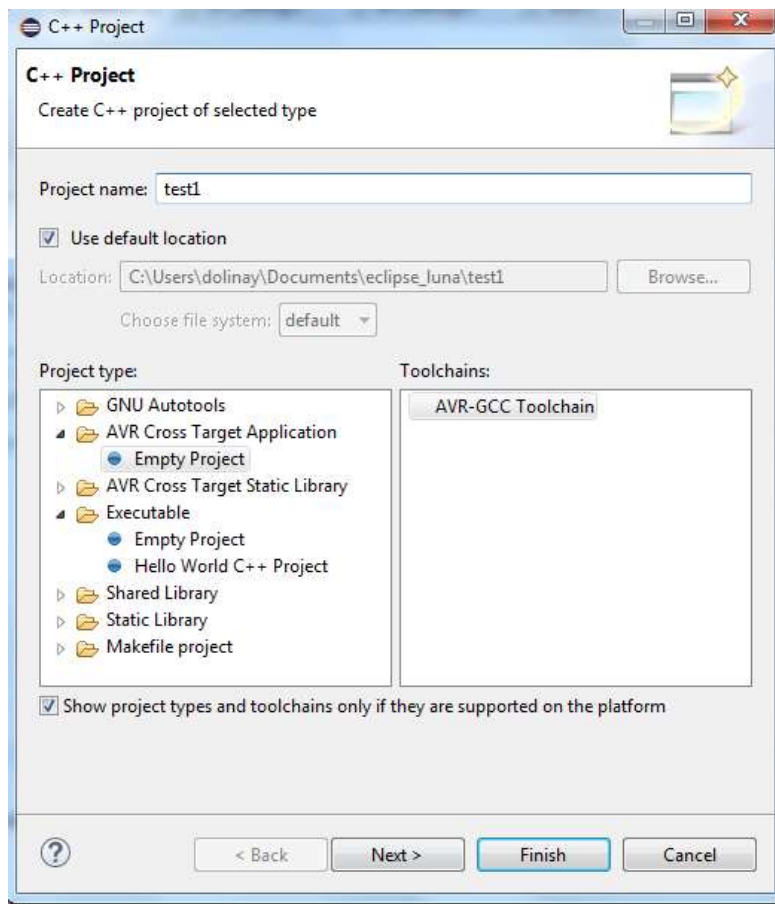 C++ Project
C++ Project
Create C++ project of selected type
Project name: test1
Use default location
Location: C:\Users\dolinay\Documents\eclipse_luna\test1 Browse...
Choose file system: default
Project type: Toolchains:
GNU Autotools AVR-GCC Toolchain
AVR Cross Target Application
Empty Project
AVR Cross Target Static Library
Executable
Empty Project
Hello World C++ Project
Shared Library
Static Library
Makefile project
Show project types and toolchains only if they are supported on the platform
? < Back Next > Finish Cancel